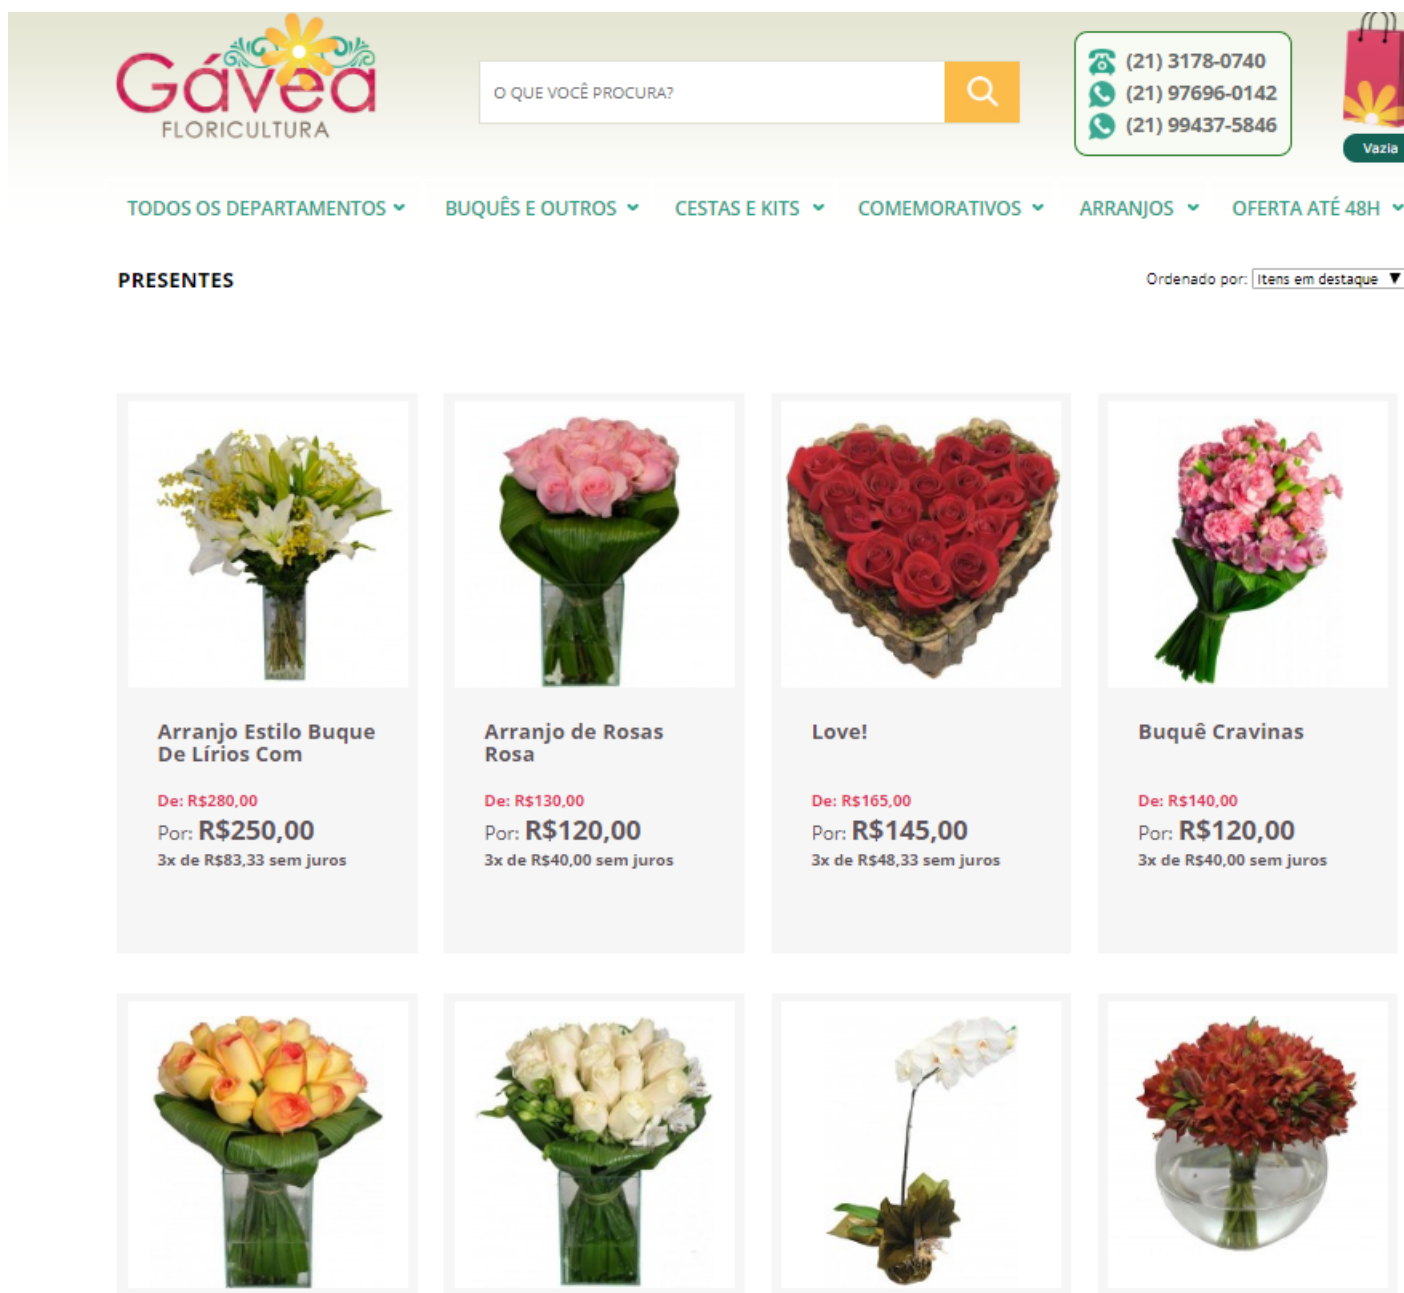 Gávea
FLORICULTURA
O QUE VOCÊ PROCURA?
(21) 3178-0740
(21) 97696-0142
(21) 99437-5846
Vazia
TODOS OS DEPARTAMENTOS
BUQUÊS E OUTROS
CESTAS E KITS
COMEMORATIVOS
ARRANJOS
OFERTA ATÉ 48H
PRESENTES
Ordenado por: Itens em destaque
Arranjo Estilo Buque
De Lírios Com
De: R$280,00
Por: R$250,00
3x de R$83,33 sem juros
Arranjo de Rosas
Rosa
De: R$130,00
Por: R$120,00
3x de R$40,00 sem juros
Love!
De: R$165,00
Por: R$145,00
3x de R$48,33 sem juros
Buquê Cravinas
De: R$140,00
Por: R$120,00
3x de R$40,00 sem juros